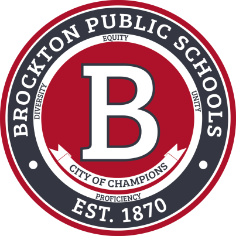 BROCKTON PUBLIC SCHOOLS
EQUITY
DIVERSITY
UNITY
B
CITY OF CHAMPIONS
PROFICIENCY
EST. 1870